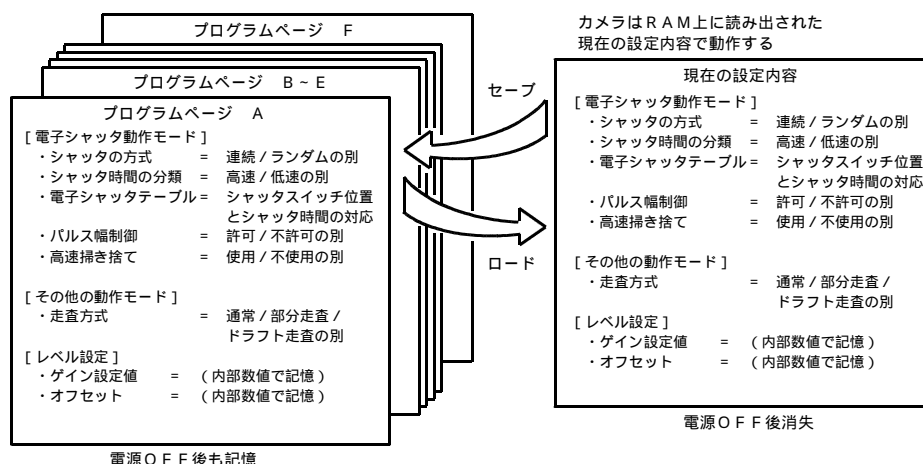 プログラムページ　F
プログラムページ　B～E
プログラムページ　A
[電子シャッタ動作モード]
・シャッタの方式　=　連続/ランダムの別
・シャッタ時間の分類　=　高速/低速の別
・電子シャッタテーブル=　シャッタスイッチ位置
とシャッタ時間の対応
・パルス幅制御　=　許可/不許可の別
・高速掃き捨て　=　使用/不使用の別
[その他の動作モード]
・走査方式　=　通常/部分走査/
ドラフト走査の別
[レベル設定]
・ゲイン設定値　=　(内部数値で記憶)
・オフセット　=　(内部数値で記憶)
電源OFF後も記憶
セーブ
ロード
カメラはRAM上に読み出された
現在の設定内容で動作する
現在の設定内容
[電子シャッタ動作モード]
・シャッタの方式　=　連続/ランダムの別
・シャッタ時間の分類　=　高速/低速の別
・電子シャッタテーブル=　シャッタスイッチ位置
とシャッタ時間の対応
・パルス幅制御　=　許可/不許可の別
・高速掃き捨て　=　使用/不使用の別
[その他の動作モード]
・走査方式　=　通常/部分走査/
ドラフト走査の別
[レベル設定]
・ゲイン設定値　=　(内部数値で記憶)
・オフセット　=　(内部数値で記憶)
電源OFF後消失